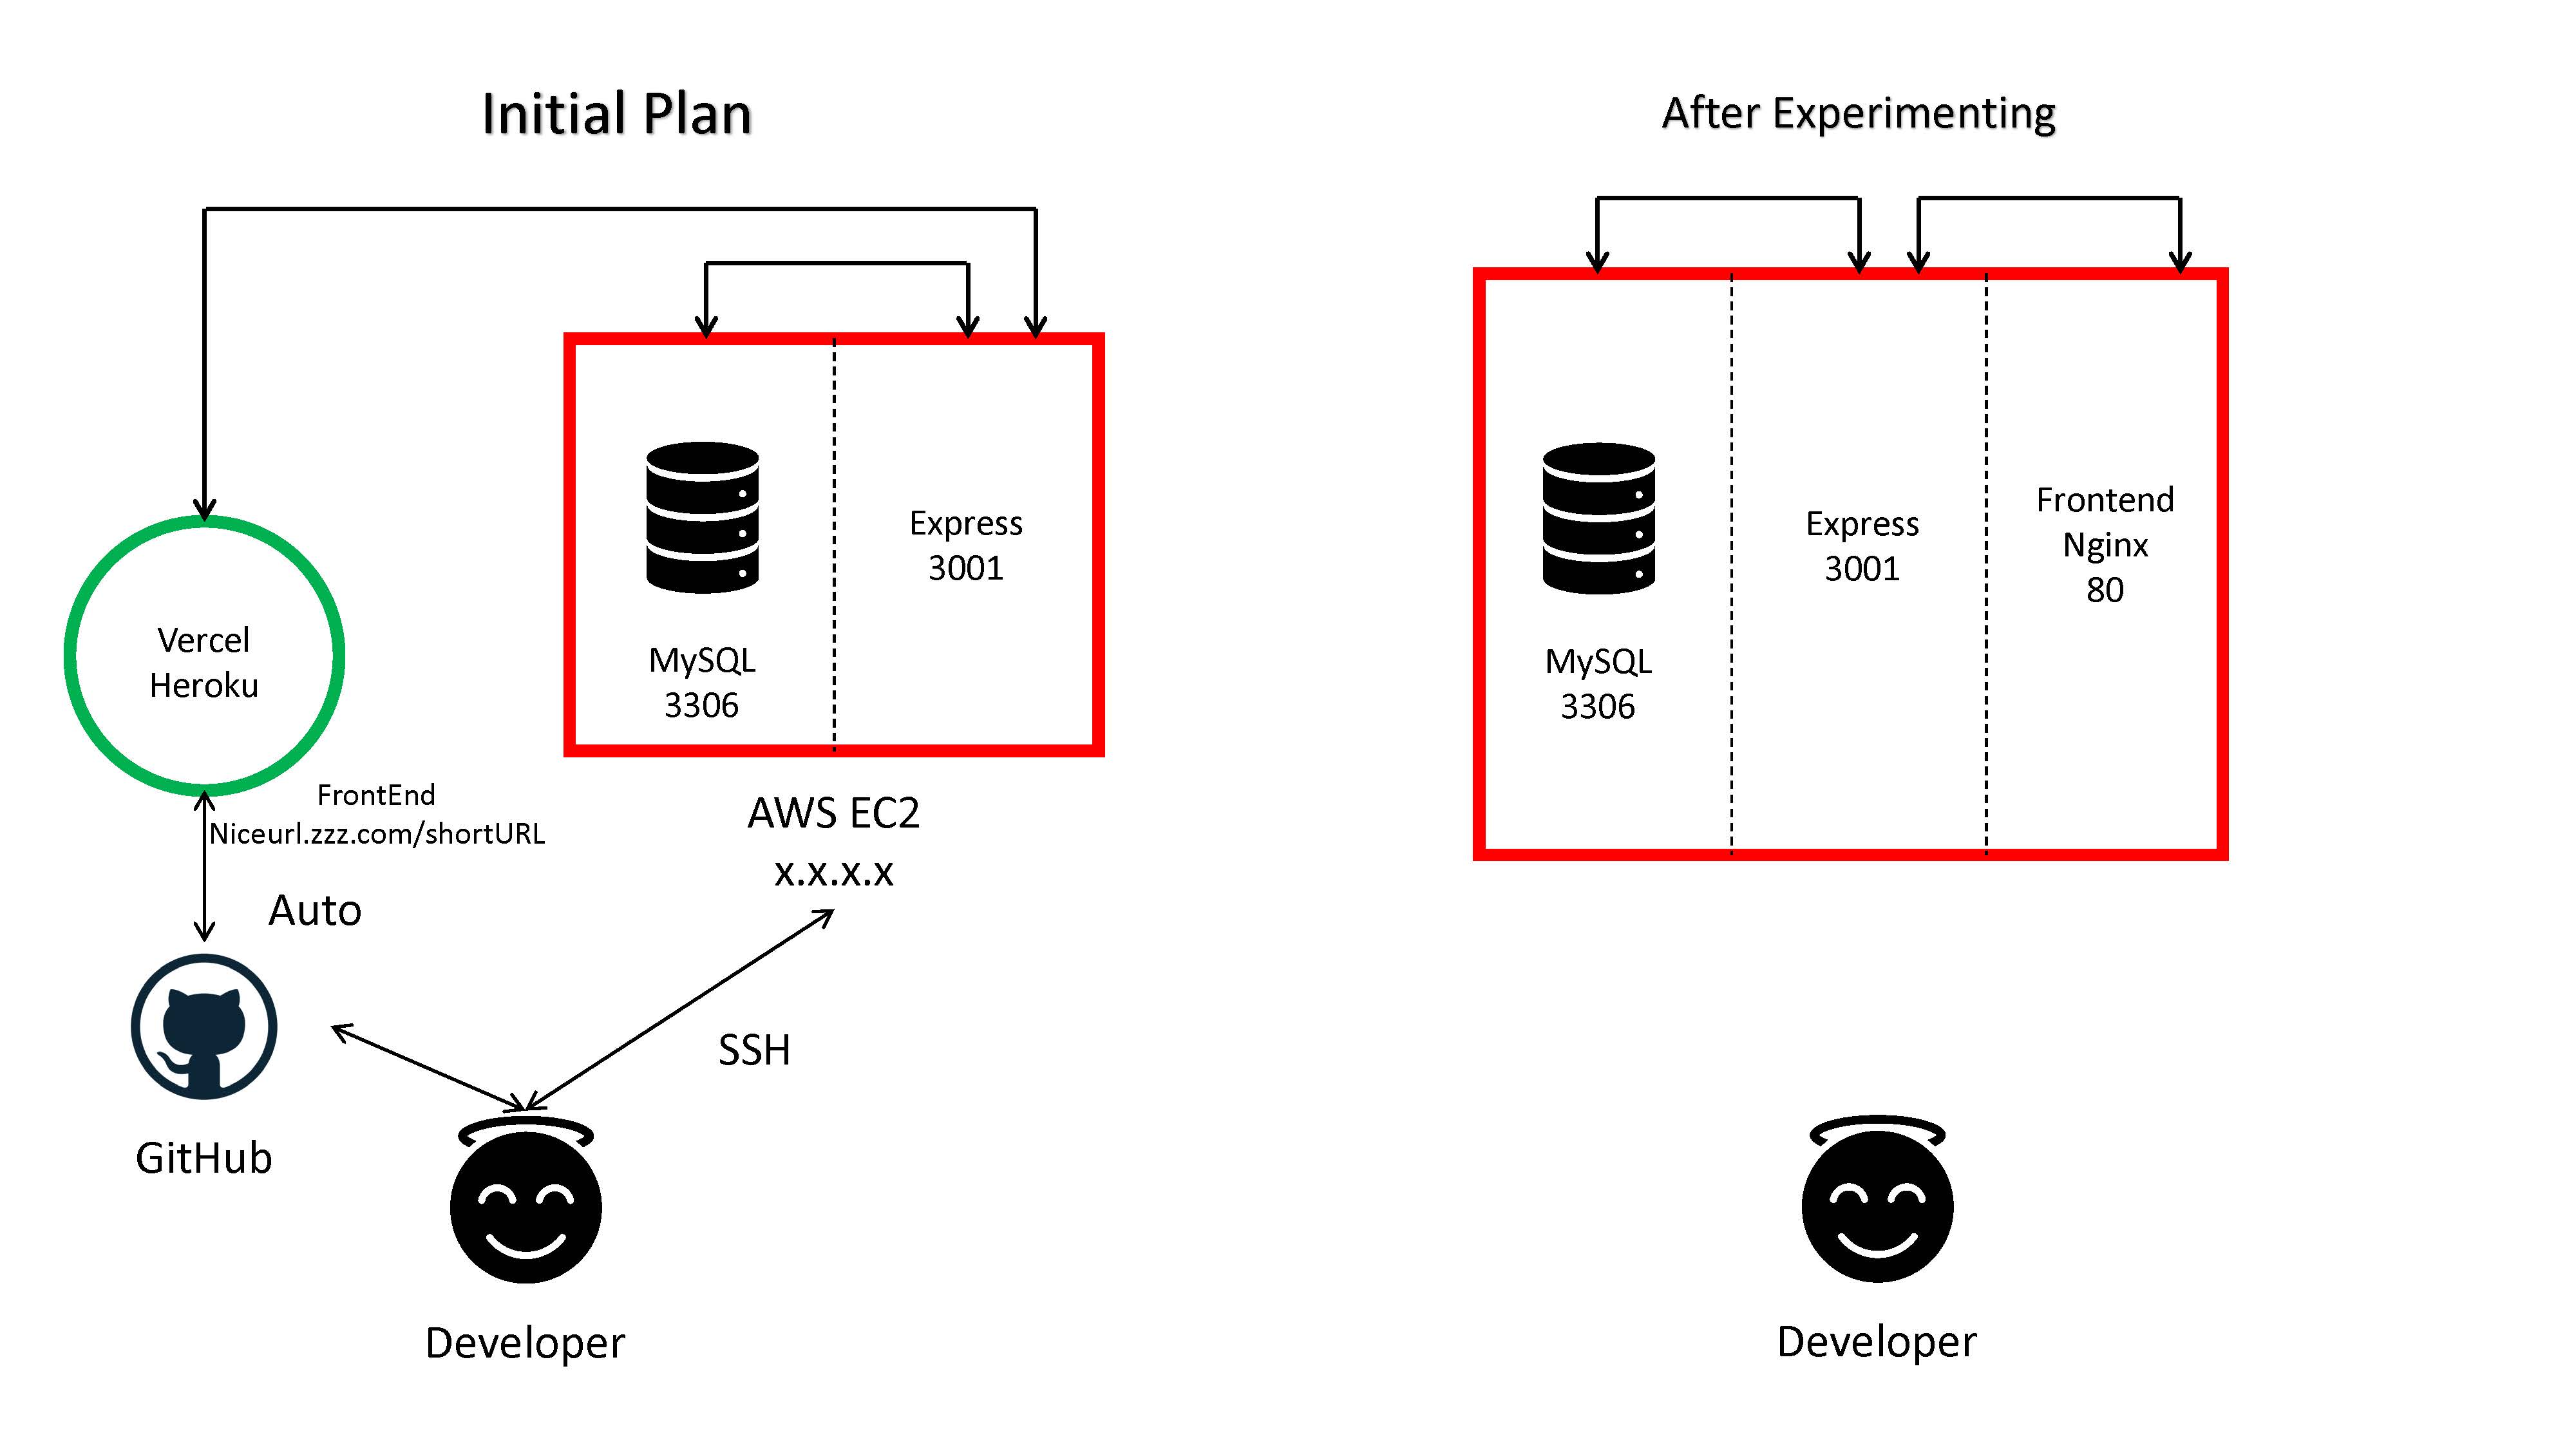 Initial Plan
Vercel
Heroku
FrontEnd
Niceurl.zzz.com/shortURL
Auto
GitHub
MySQL
3306
Express
3001
AWS EC2
x.x.x.x
SSH
Developer
After Experimenting
MySQL
3306
Express
3001
Frontend
Nginx
80
Developer